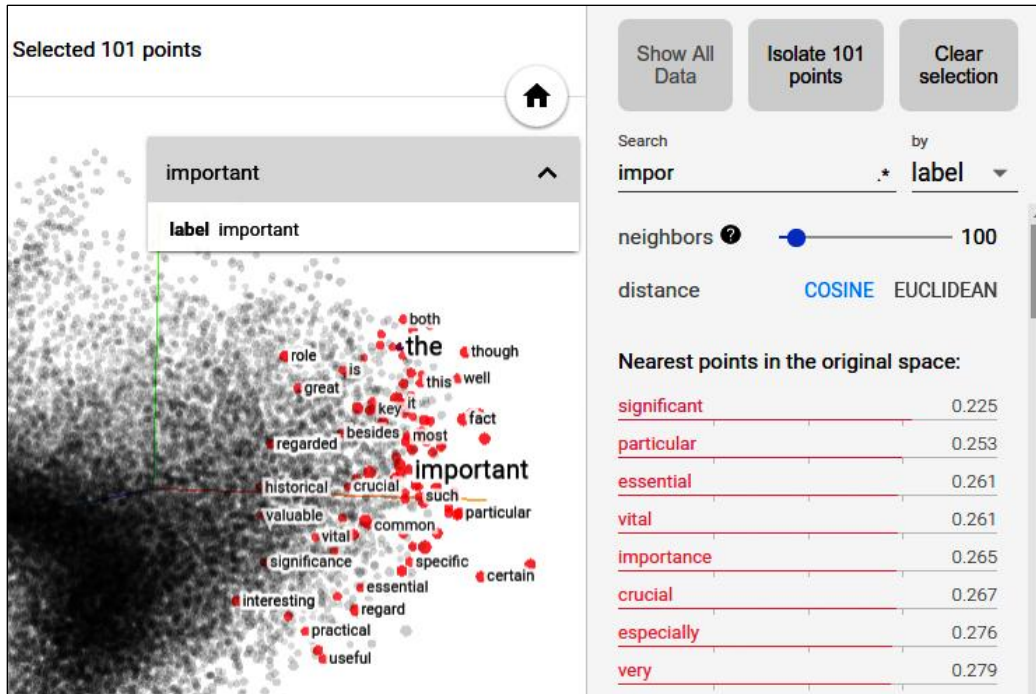 Selected 101 points
important
label important
both
the
though
role
is
this
well
great
it
key
fact
besides
most
regarded
important
historical
crucial
such
valuable
particular
common
vital
significance
specific
certain
essential
interesting
regard
practical
useful
Show All
Data
Isolate 101
points
Clear
selection
Search
by
impor
.*
label
neighbors ?
100
distance
COSINE
EUCLIDEAN
Nearest points in the original space:
significant 0.225
particular 0.253
essential 0.261
vital 0.261
importance 0.265
crucial 0.267
especially 0.276
very 0.279